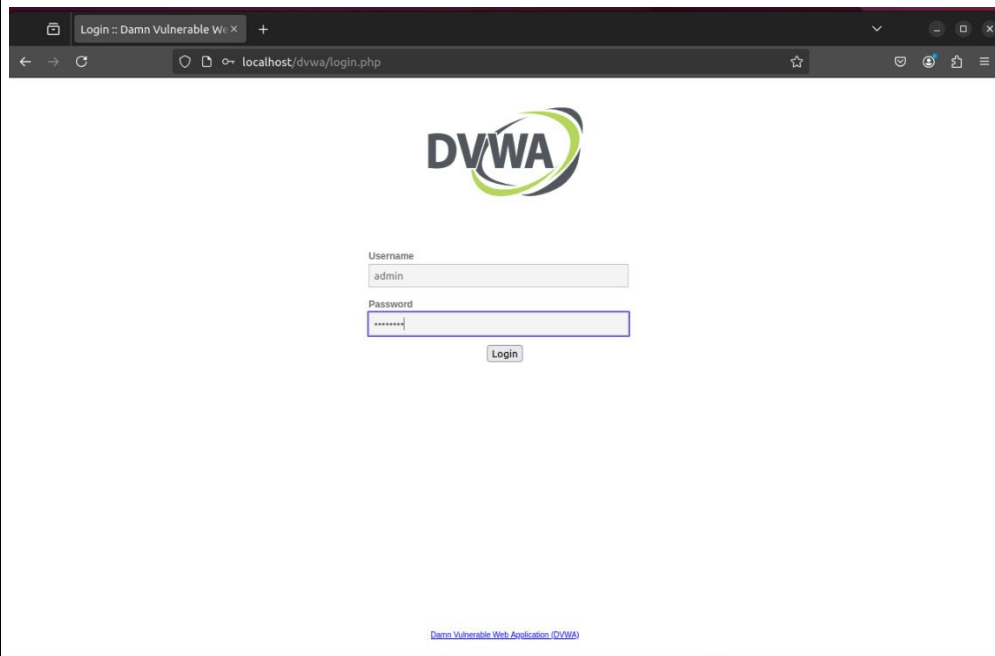 Login :: Damn Vulnerable We
localhost/dvwa/login.php
DVWA
Username
admin
Password
Login
Damn Vulnerable Web Application (DVWA)